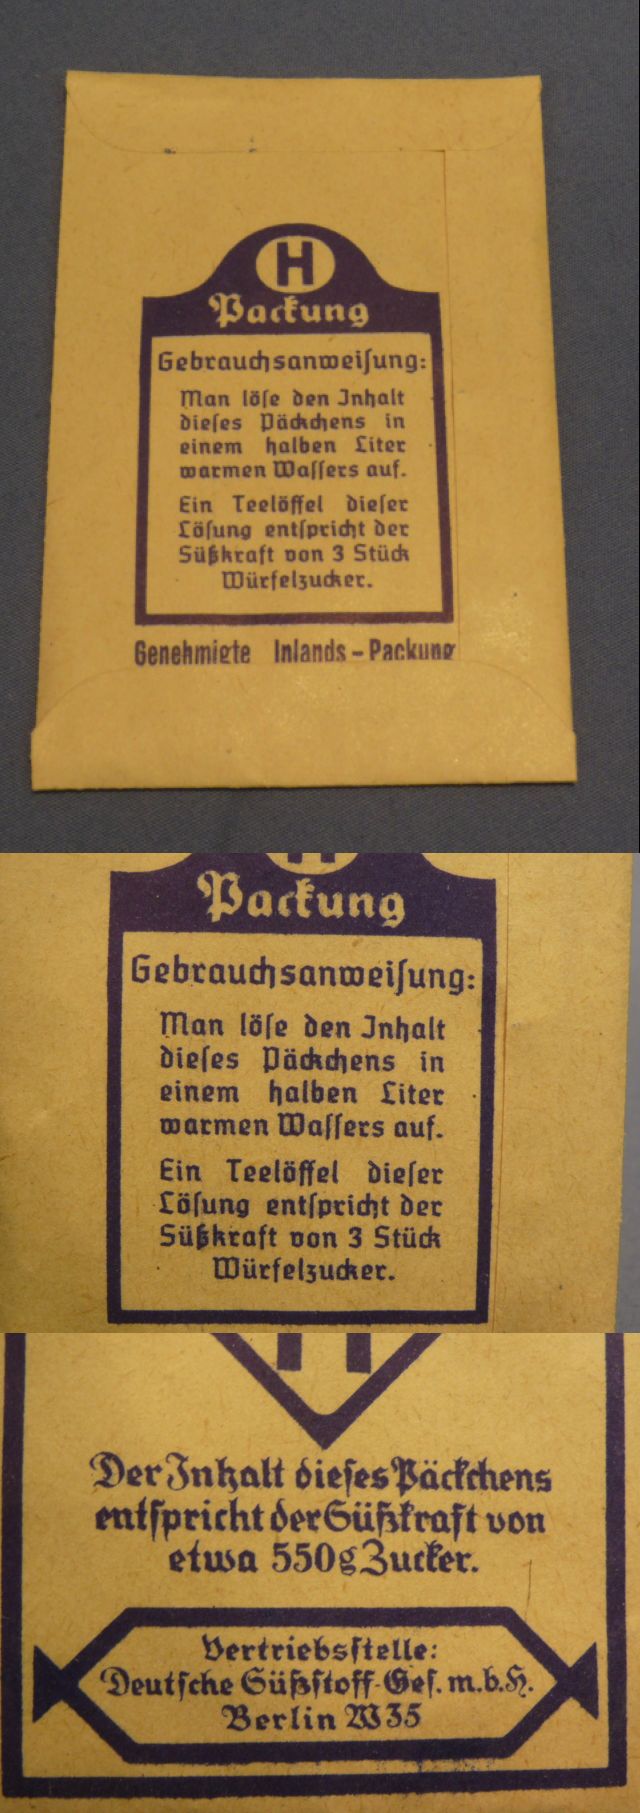 H
Packung
Gebrauchsanweiſung:
Man löſe den Inhalt
dieſes Päckchens in
einem halben Liter
warmen Waſſers auf.
Ein Teelöffel dieſer
Löſung entſpricht der
Süßkraft von 3 Stück
Würfelzucker.
Genehmigte Inlands-Packung
H
Packung
Gebrauchsanweiſung:
Man löſe den Inhalt
dieſes Päckchens in
einem halben Liter
warmen Waſſers auf.
Ein Teelöffel dieſer
Löſung entſpricht der
Süßkraft von 3 Stück
Würfelzucker.
H
Der Inhalt dieſes Päckchens
entſpricht der Süßkraft von
etwa 550g Zucker.
Vertriebsſtelle:
Deutſche Süßſtoff-Geſ. m.b.H.
Berlin W35